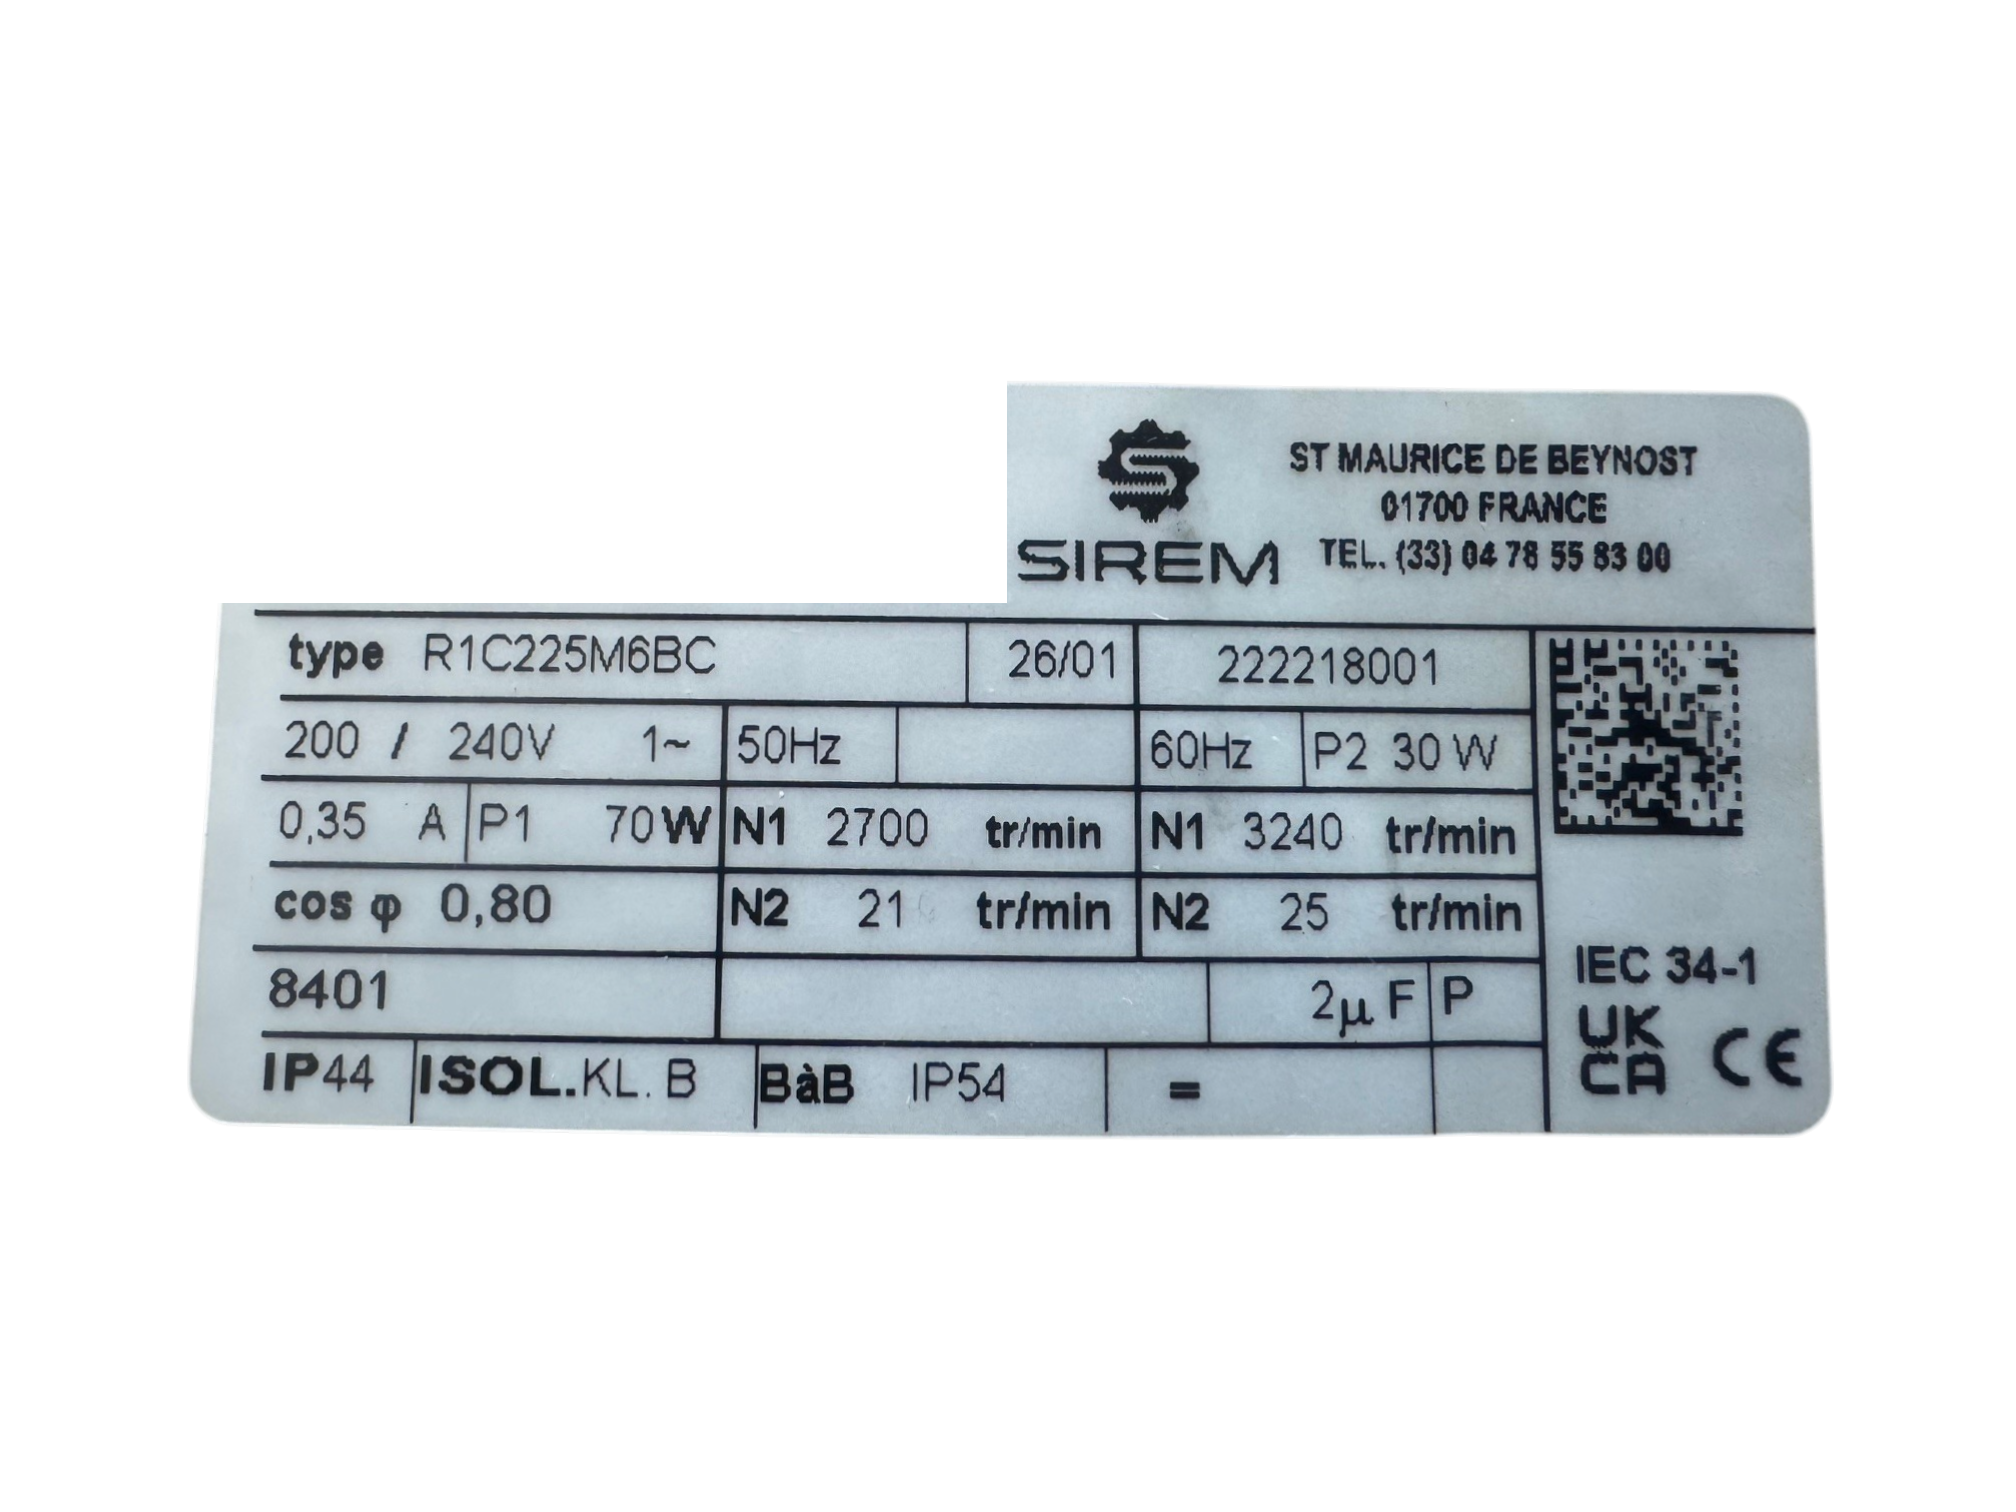 SIREM
ST MAURICE DE BEYNOST
01700 FRANCE
TEL. (33) 04 78 55 83 00
type R1C225M6BC 26/01 222218001
200 / 240V 1~ 50Hz 60Hz P2 30 W
0,35 A P1 70W N1 2700 tr/min N1 3240 tr/min
cos φ 0,80 N2 21 tr/min N2 25 tr/min
8401 2μF P
IP44 ISOL.KL. B BàB IP54 =
IEC 34-1
UK
CA CE